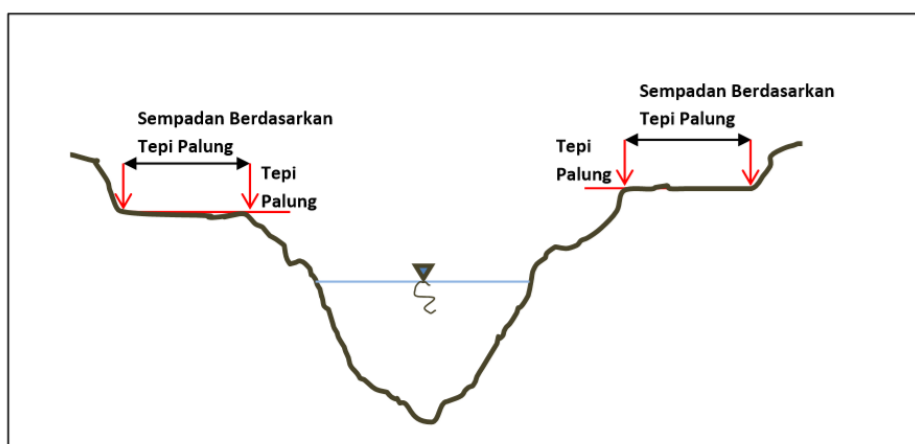 Sempadan Berdasarkan
Tepi Palung
Tepi
Palung
Sempadan Berdasarkan
Tepi Palung
Tepi
Palung